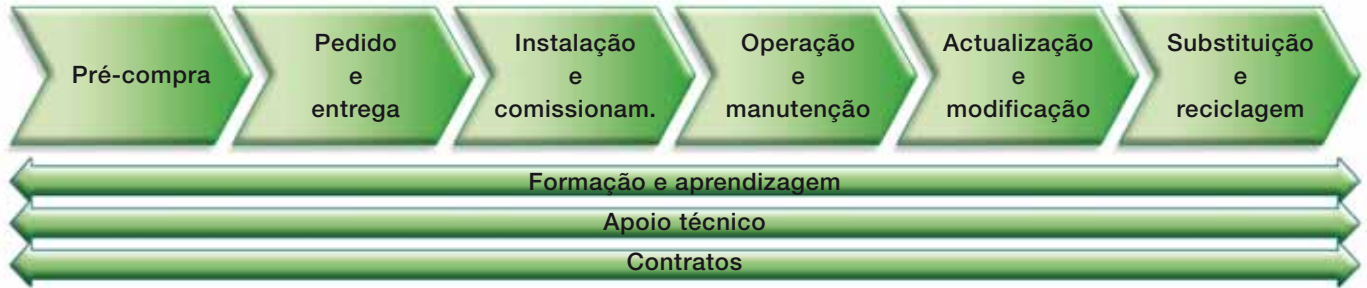 Pré-compra
Pedido
e
entrega
Instalação
e
comissionam.
Operação
e
manutenção
Actualização
e
modificação
Substituição
e
reciclagem
Formação e aprendizagem
Apoio técnico
Contratos